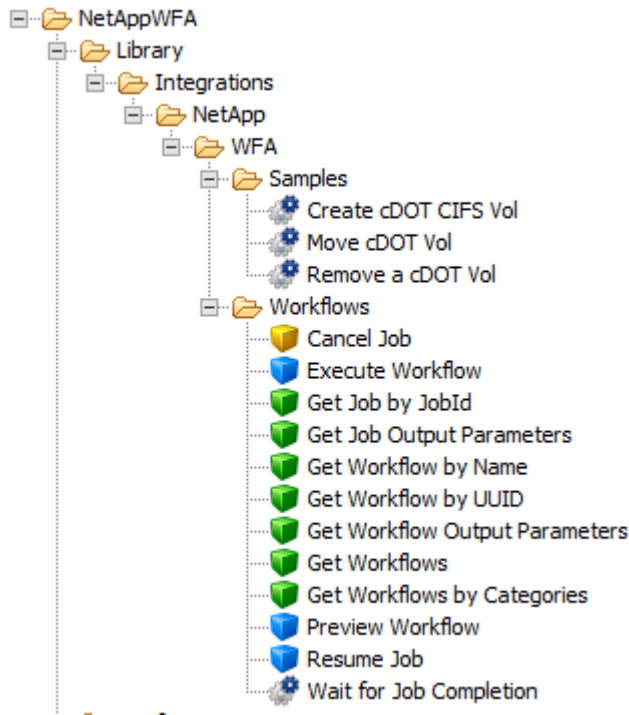 NetAppWFA
Library
Integrations
NetApp
WFA
Samples
Create cDOT CIFS Vol
Move cDOT Vol
Remove a cDOT Vol
Workflows
Cancel Job
Execute Workflow
Get Job by JobId
Get Job Output Parameters
Get Workflow by Name
Get Workflow by UUID
Get Workflow Output Parameters
Get Workflows
Get Workflows by Categories
Preview Workflow
Resume Job
Wait for Job Completion